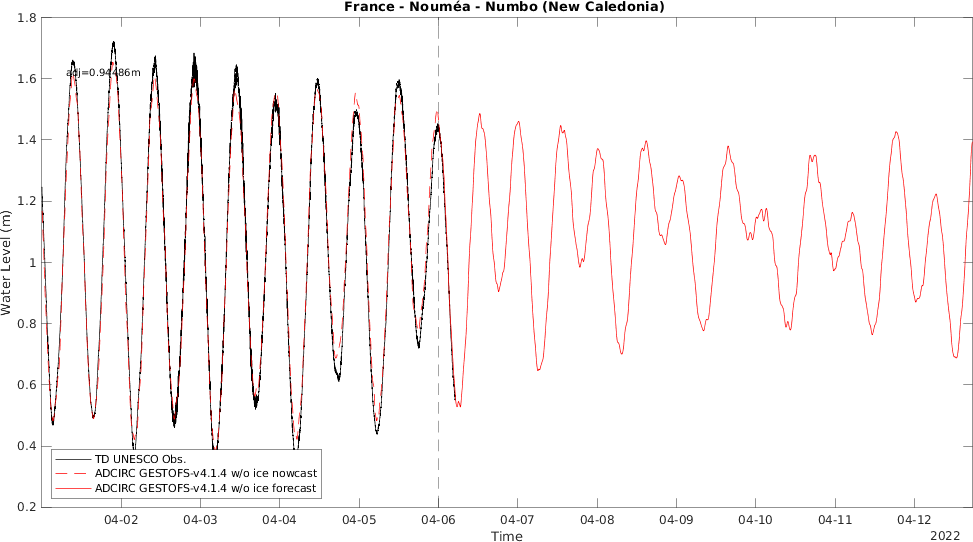 France - Nouméa - Numbo (New Caledonia)
1.8
1.6
1.4
1.2
1
0.8
0.6
0.4
0.2
Water Level (m)
adj=0.94486m
TD UNESCO Obs.
ADCIRC GESTOFS-v4.1.4 w/o ice nowcast
ADCIRC GESTOFS-v4.1.4 w/o ice forecast
04-02 04-03 04-04 04-05 04-06 04-07 04-08 04-09 04-10 04-11 04-12
Time
2022